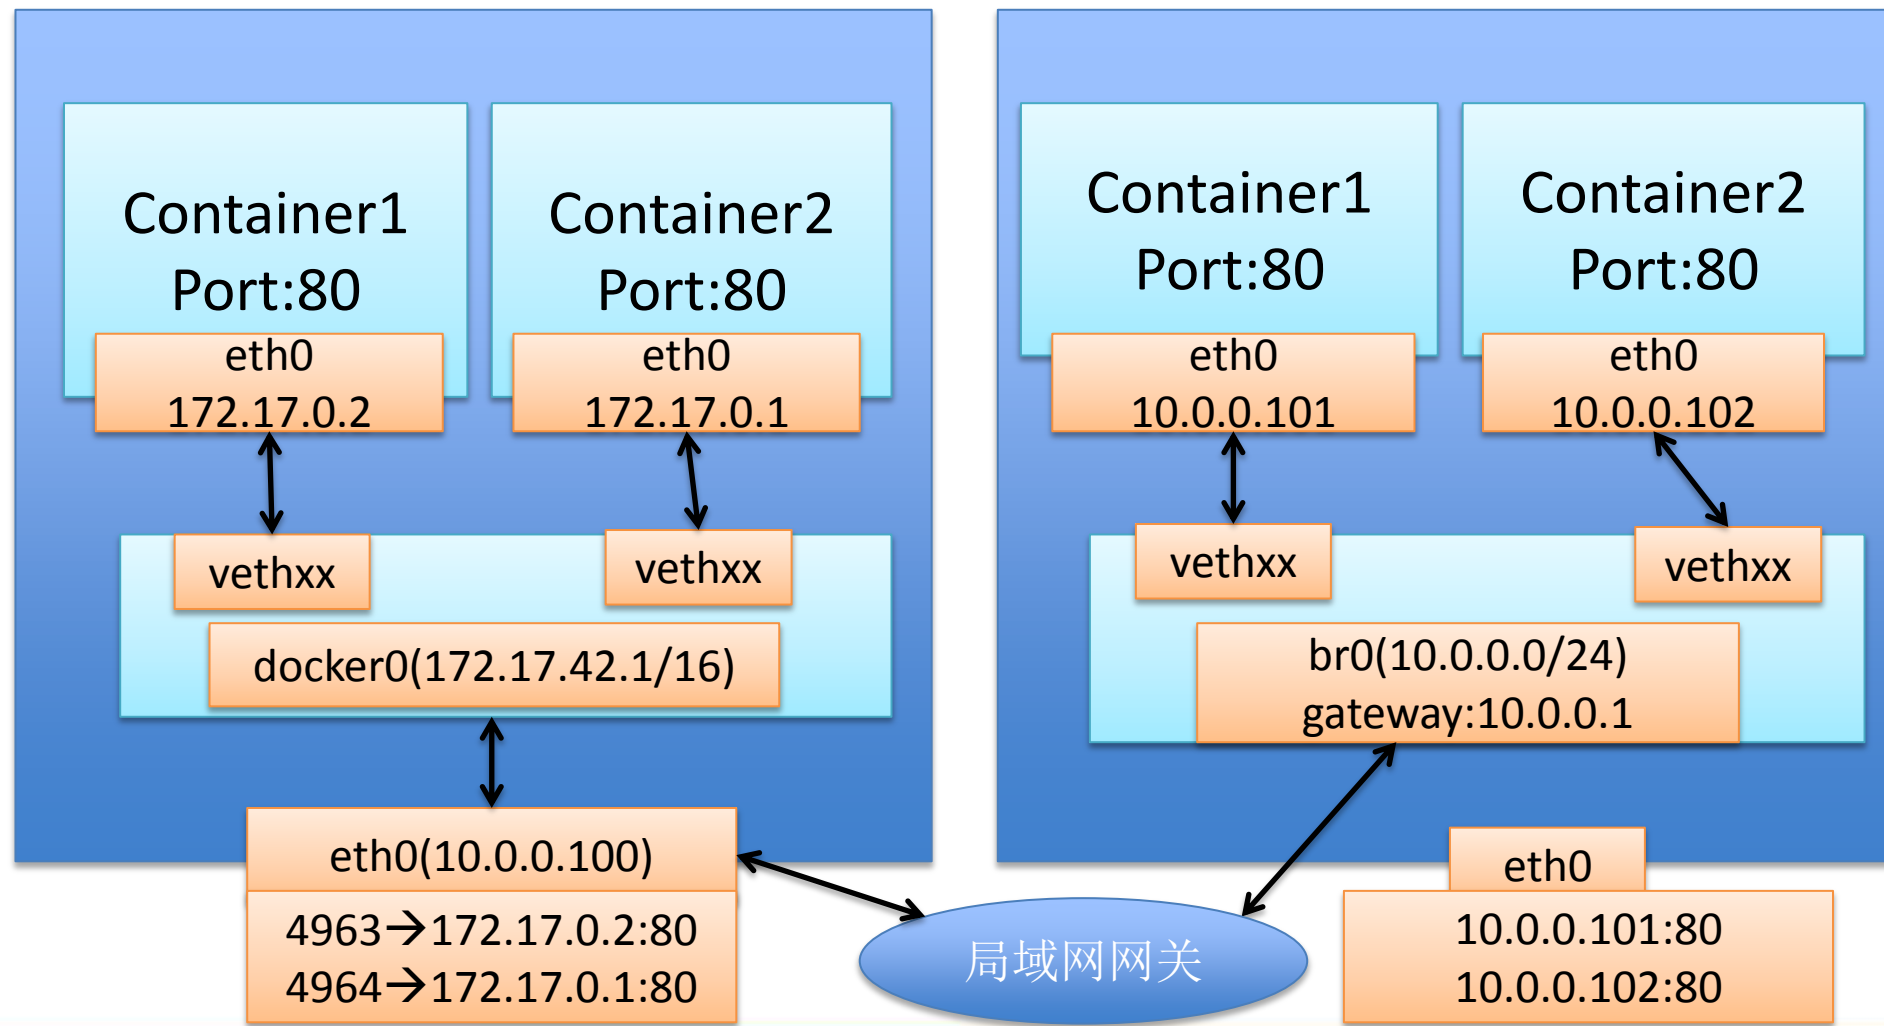 Container1
Port:80
eth0
172.17.0.2
Container2
Port:80
eth0
172.17.0.1
vethxx
vethxx
docker0(172.17.42.1/16)
eth0(10.0.0.100)
4963→172.17.0.2:80
4964→172.17.0.1:80
局域网网关
Container1
Port:80
eth0
10.0.0.101
Container2
Port:80
eth0
10.0.0.102
vethxx
vethxx
br0(10.0.0.0/24)
gateway:10.0.0.1
eth0
10.0.0.101:80
10.0.0.102:80